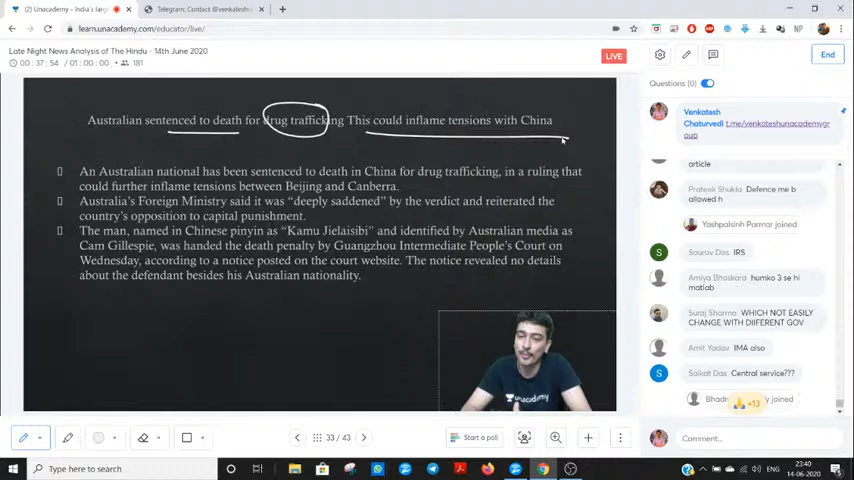 (2) Unacademy - India's larg
Telegram: Contact @venkateshu
learn.unacademy.com/educator/live/
NP
Late Night News Analysis of The Hindu - 14th June 2020
00 : 37 : 54 / 01 : 00 : 00 • 181
LIVE
End
Questions (0)
Australian sentenced to death for drug trafficking This could inflame tensions with China
An Australian national has been sentenced to death in China for drug trafficking, in a ruling that
could further inflame tensions between Beijing and Canberra.
Australia's Foreign Ministry said it was "deeply saddened" by the verdict and reiterated the
country's opposition to capital punishment.
The man, named in Chinese pinyin as "Kamu Jielaisibi" and identified by Australian media as
Cam Gillespie, was handed the death penalty by Guangzhou Intermediate People's Court on
Wednesday, according to a notice posted on the court website. The notice revealed no details
about the defendant besides his Australian nationality.
unacademy
Venkatesh
Chaturvedi t.me/venkateshunacademygr
oup
article
Prateek Shukla Defence me b
allowed h
Yashpalsinh Parmar joined
S
Sourov Das IRS
Amiya Bhaskara humko 3 se hi
matlab
Suraj Sharma WHICH NOT EASILY
CHANGE WITH DIIFERENT GOV
Amit Yadav IMA also
S
Saikat Das Central service???
+13
joined
Comment...
33 / 43
Start a poll
Type here to search
ENG
23:40
14-06-2020